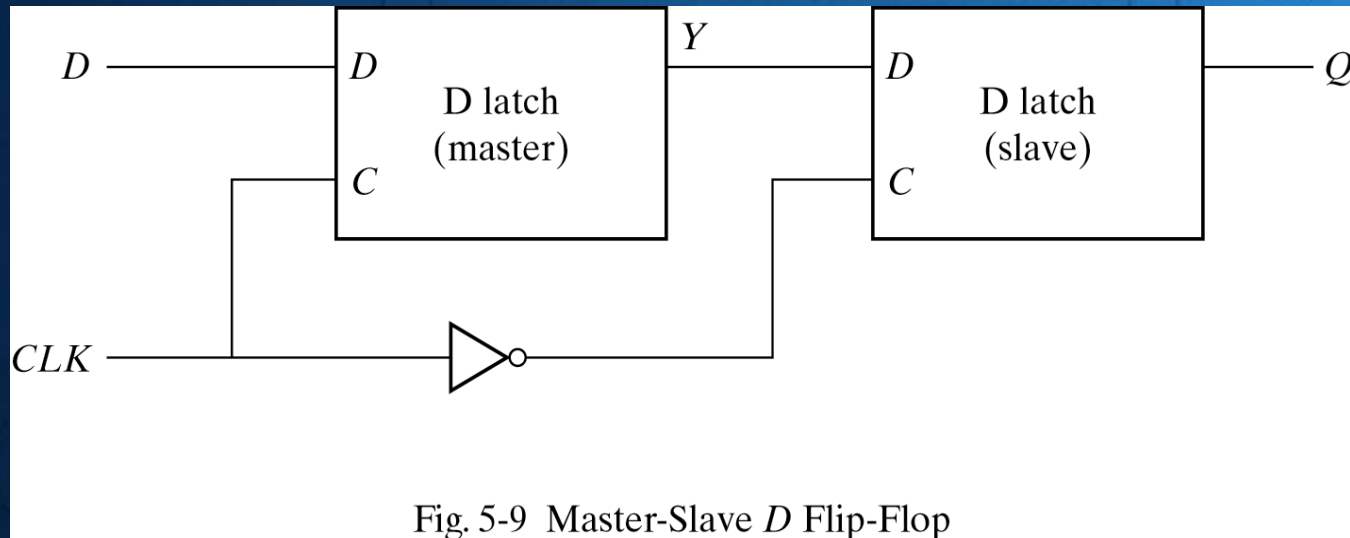 Y
D
D
D latch
(master)
D
D latch
(slave)
Q
C
C
CLK
Fig. 5-9 Master-Slave D Flip-Flop